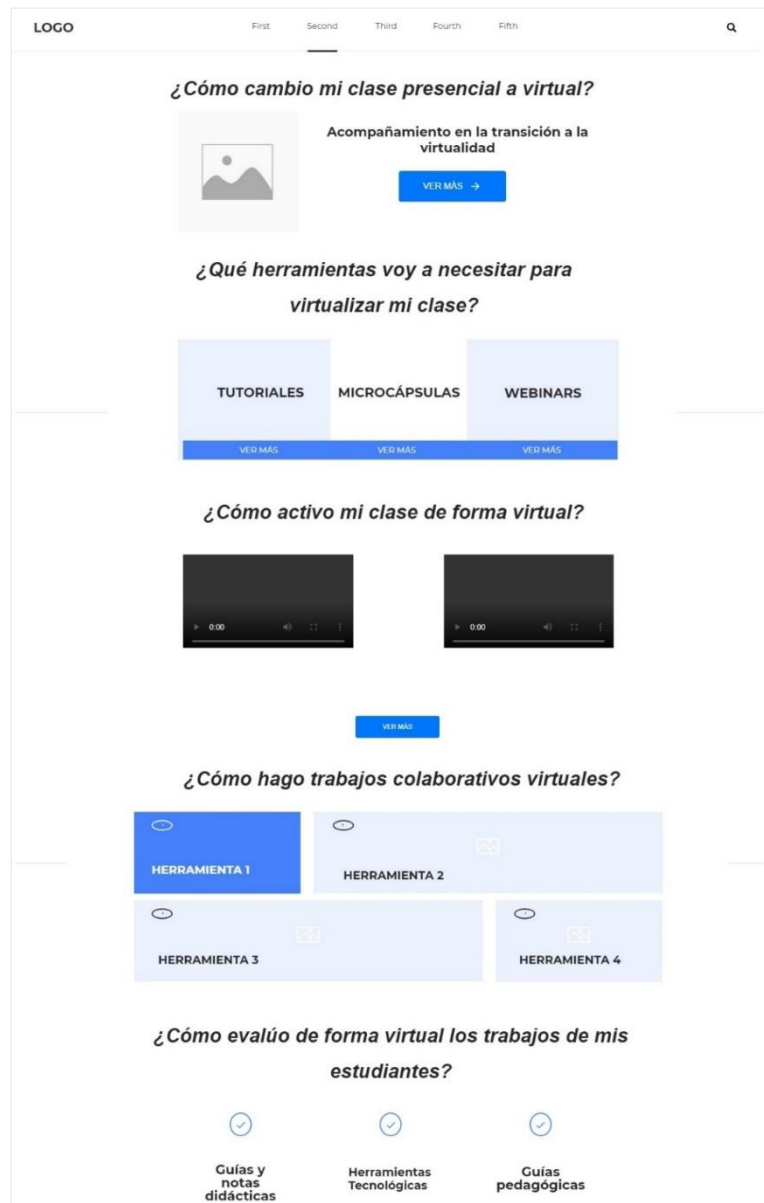 LOGO First Second Third Fourth Fifth
¿Cómo cambio mi clase presencial a virtual?
Acompañamiento en la transición a la
virtualidad
VER MÀS →
¿Qué herramientas voy a necesitar para
virtualizar mi clase?
TUTORIALES MICROCÁPSULAS WEBINARS
VER MÁS VER MÁS VER MÁS
¿Cómo activo mi clase de forma virtual?
0:00 0:00
VER MÁS
¿Cómo hago trabajos colaborativos virtuales?
HERRAMIENTA 1 HERRAMIENTA 2
HERRAMIENTA 3 HERRAMIENTA 4
¿Cómo evalúo de forma virtual los trabajos de mis
estudiantes?
Guías y
notas
didácticas
Herramientas
Tecnológicas
Guías
pedagógicas